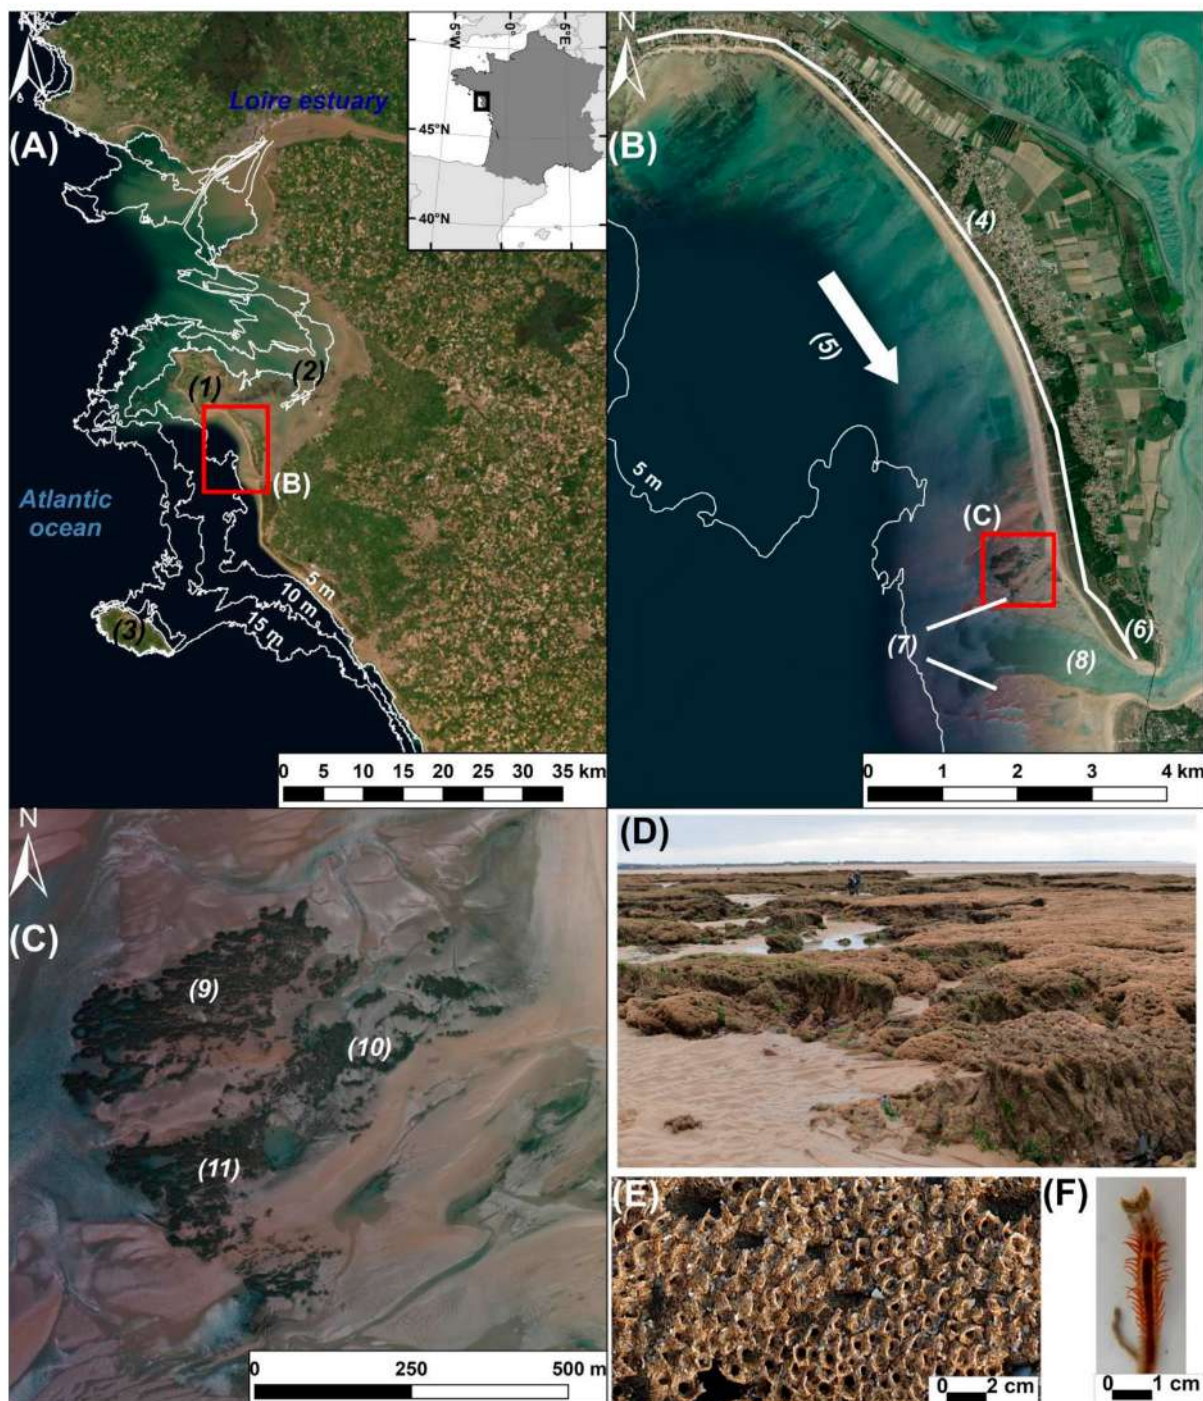 N
(A)
Loire estuary
5°W
0°
5°E
45°N
40°N
(1)
(2)
(B)
Atlantic
ocean
(3)
5 m
10 m
15 m
0 5 10 15 20 25 30 35 km
N
(B)
(4)
(5)
5 m
(C)
(6)
(7)
(8)
0 1 2 3 4 km
N
(C)
(9)
(10)
(11)
0 250 500 m
(D)
(E)
0 2 cm
(F)
0 1 cm